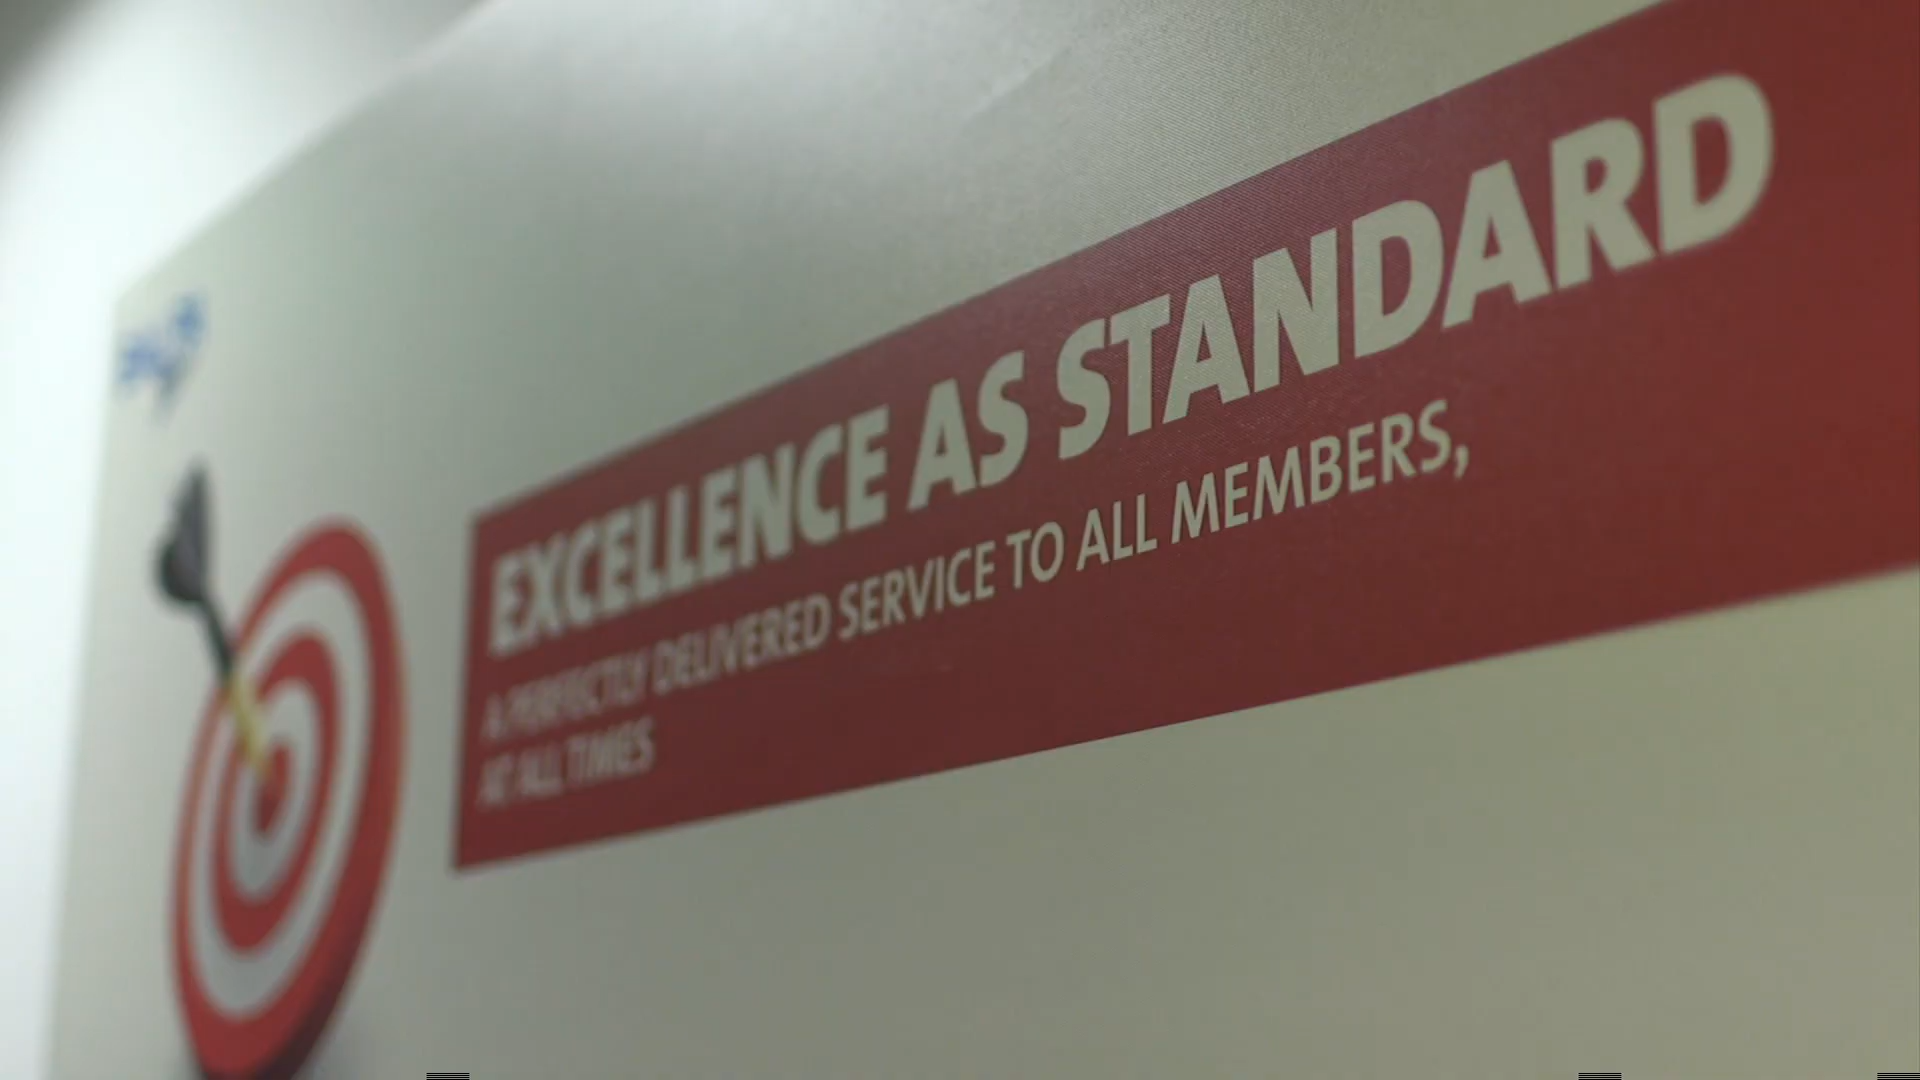 EXCELLENCE AS STANDARD
A PERFECTLY DELIVERED SERVICE TO ALL MEMBERS,
AT ALL TIMES